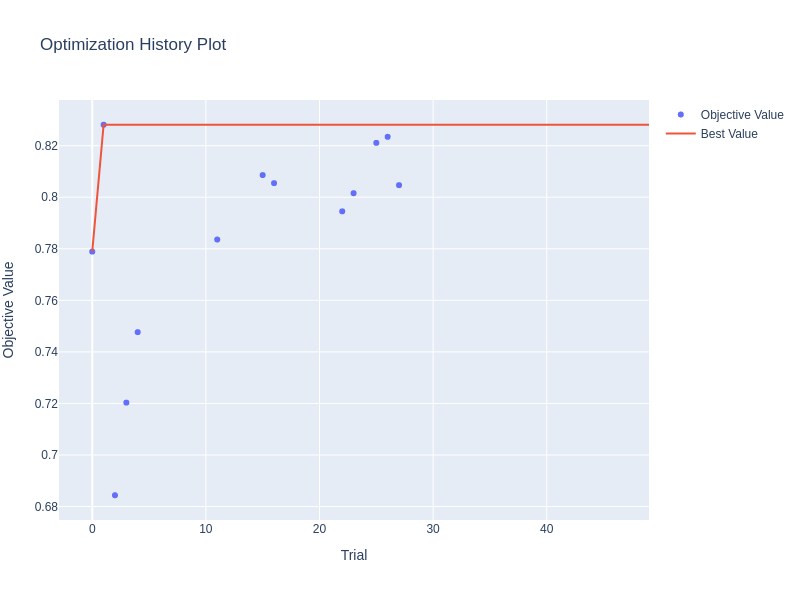 Optimization History Plot
Objective Value
Best Value
0.82
0.8
0.78
0.76
0.74
0.72
0.7
0.68
Objective Value
0
10
20
30
40
Trial